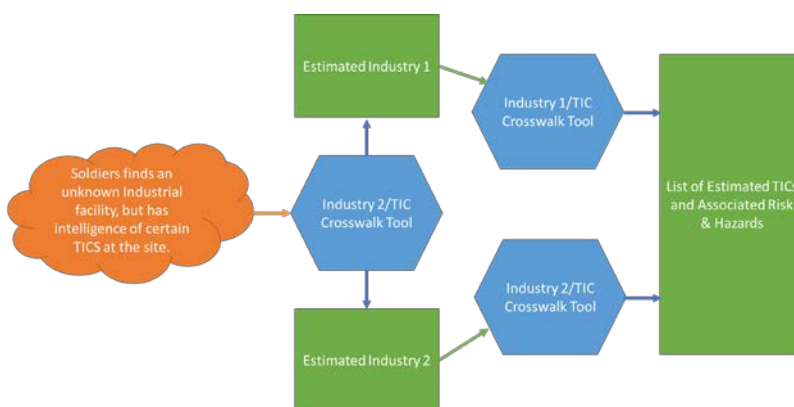 Soldiers finds an
unknown Industrial
facility, but has
intelligence of certain
TICS at the site.
Estimated Industry 1
Industry 2/TIC
Crosswalk Tool
Estimated Industry 2
Industry 1/TIC
Crosswalk Tool
Industry 2/TIC
Crosswalk Tool
List of Estimated TICs
and Associated Risk
& Hazards